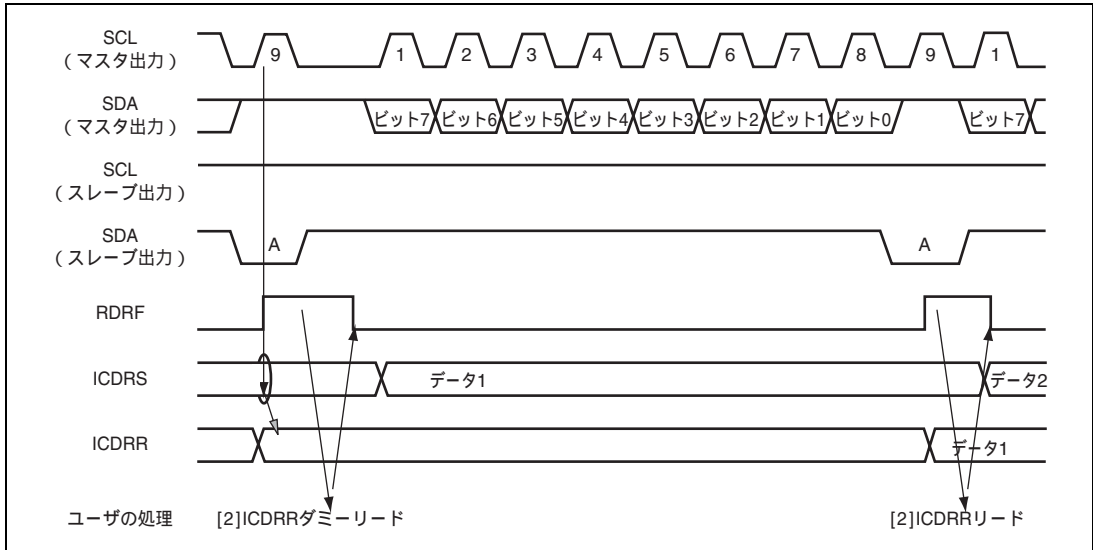 SCL
(マスタ出力)
9 1 2 3 4 5 6 7 8 9 1
SDA
(マスタ出力)
ビット7 ビット6 ビット5 ビット4 ビット3 ビット2 ビット1 ビット0 ビット7
SCL
(スレーブ出力)
SDA
(スレーブ出力)
A A
RDRF
ICDRS
データ1 データ2
ICDRR
データ1
ユーザの処理 [2]ICDRRダミーリード [2]ICDRRリード